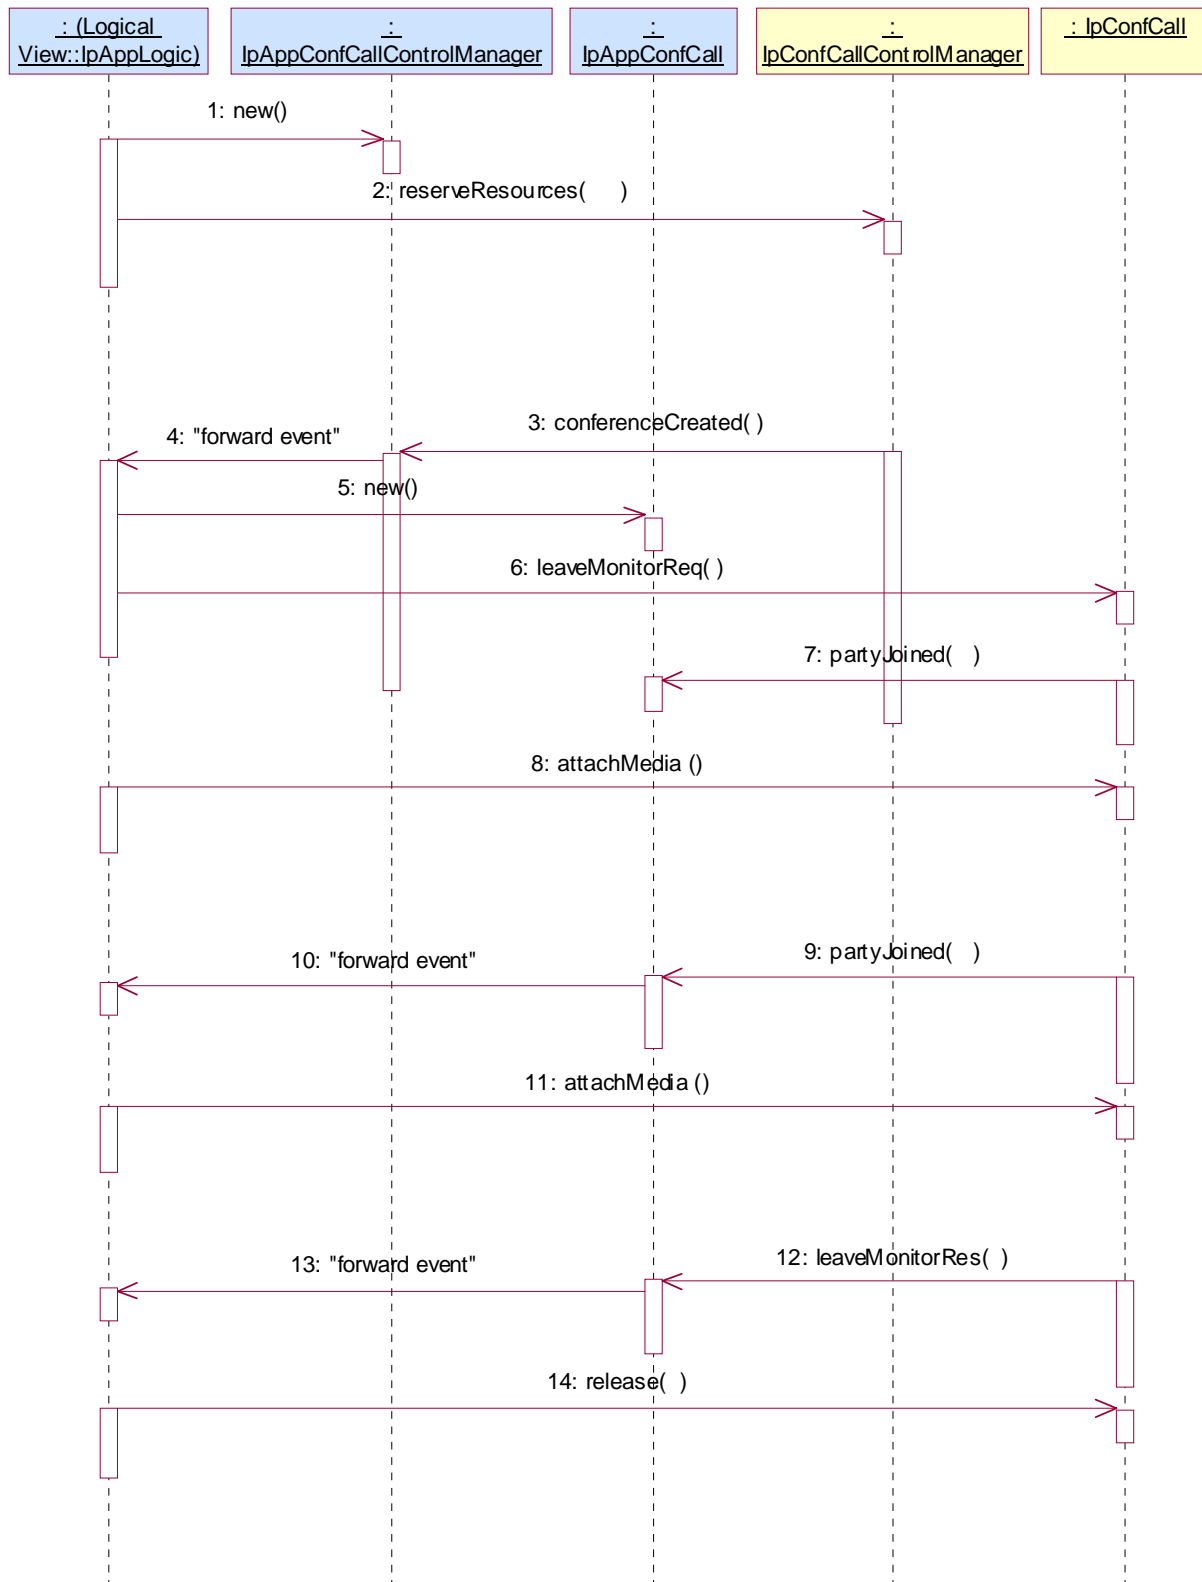 : (Logical
View::IpAppLogic)
:
IpAppConfCallControlManager
:
IpAppConfCall
:
IpConfCallControlManager
: IpConfCall
1: new()
2: reserveResources( )
3: conferenceCreated( )
4: "forward event"
5: new()
6: leaveMonitorReq( )
7: partyJoined( )
8: attachMedia ()
9: partyJoined( )
10: "forward event"
11: attachMedia ()
12: leaveMonitorRes( )
13: "forward event"
14: release( )